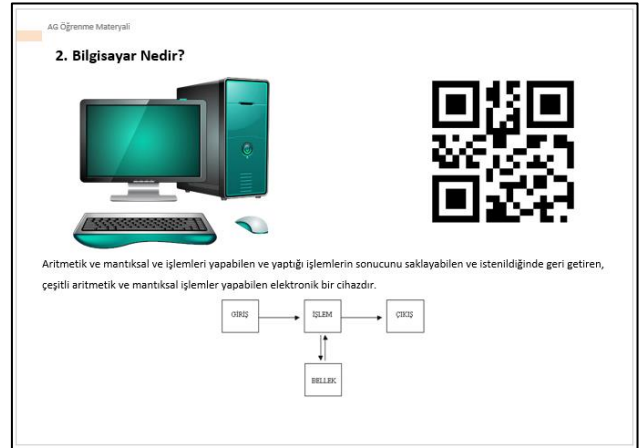 AG Öğrenme Materyali
2. Bilgisayar Nedir?
Aritmetik ve mantıksal ve işlemleri yapabilen ve yaptığı işlemlerin sonucunu saklayabilen ve istenildiğinde geri getiren,
çeşitli aritmetik ve mantıksal işlemler yapabilen elektronik bir cihazdır.
GİRİŞ İŞLEM ÇIKIŞ
BELLEK